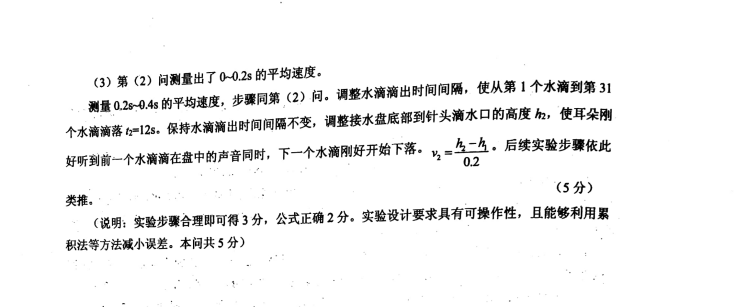 （3）第（2）问测量出了 0~0.2s 的平均速度。
测量 0.2s~0.4s 的平均速度，步骤同第（2）问。调整水滴滴出时间间隔，使从第 1 个水滴到第 31
个水滴滴落 t₂=12s。保持水滴滴出时间间隔不变，调整接水盘底部到针头滴水口的高度 h₂，使耳朵刚
好听到前一个水滴滴在盘中的声音同时，下一个水滴刚好开始下落。v₂ = (h₂-h₁)/0.2 。后续实验步骤依此
类推。 （5 分）
（说明：实验步骤合理即可得 3 分，公式正确 2 分。实验设计要求具有可操作性，且能够利用累
积法等方法减小误差。本问共 5 分）